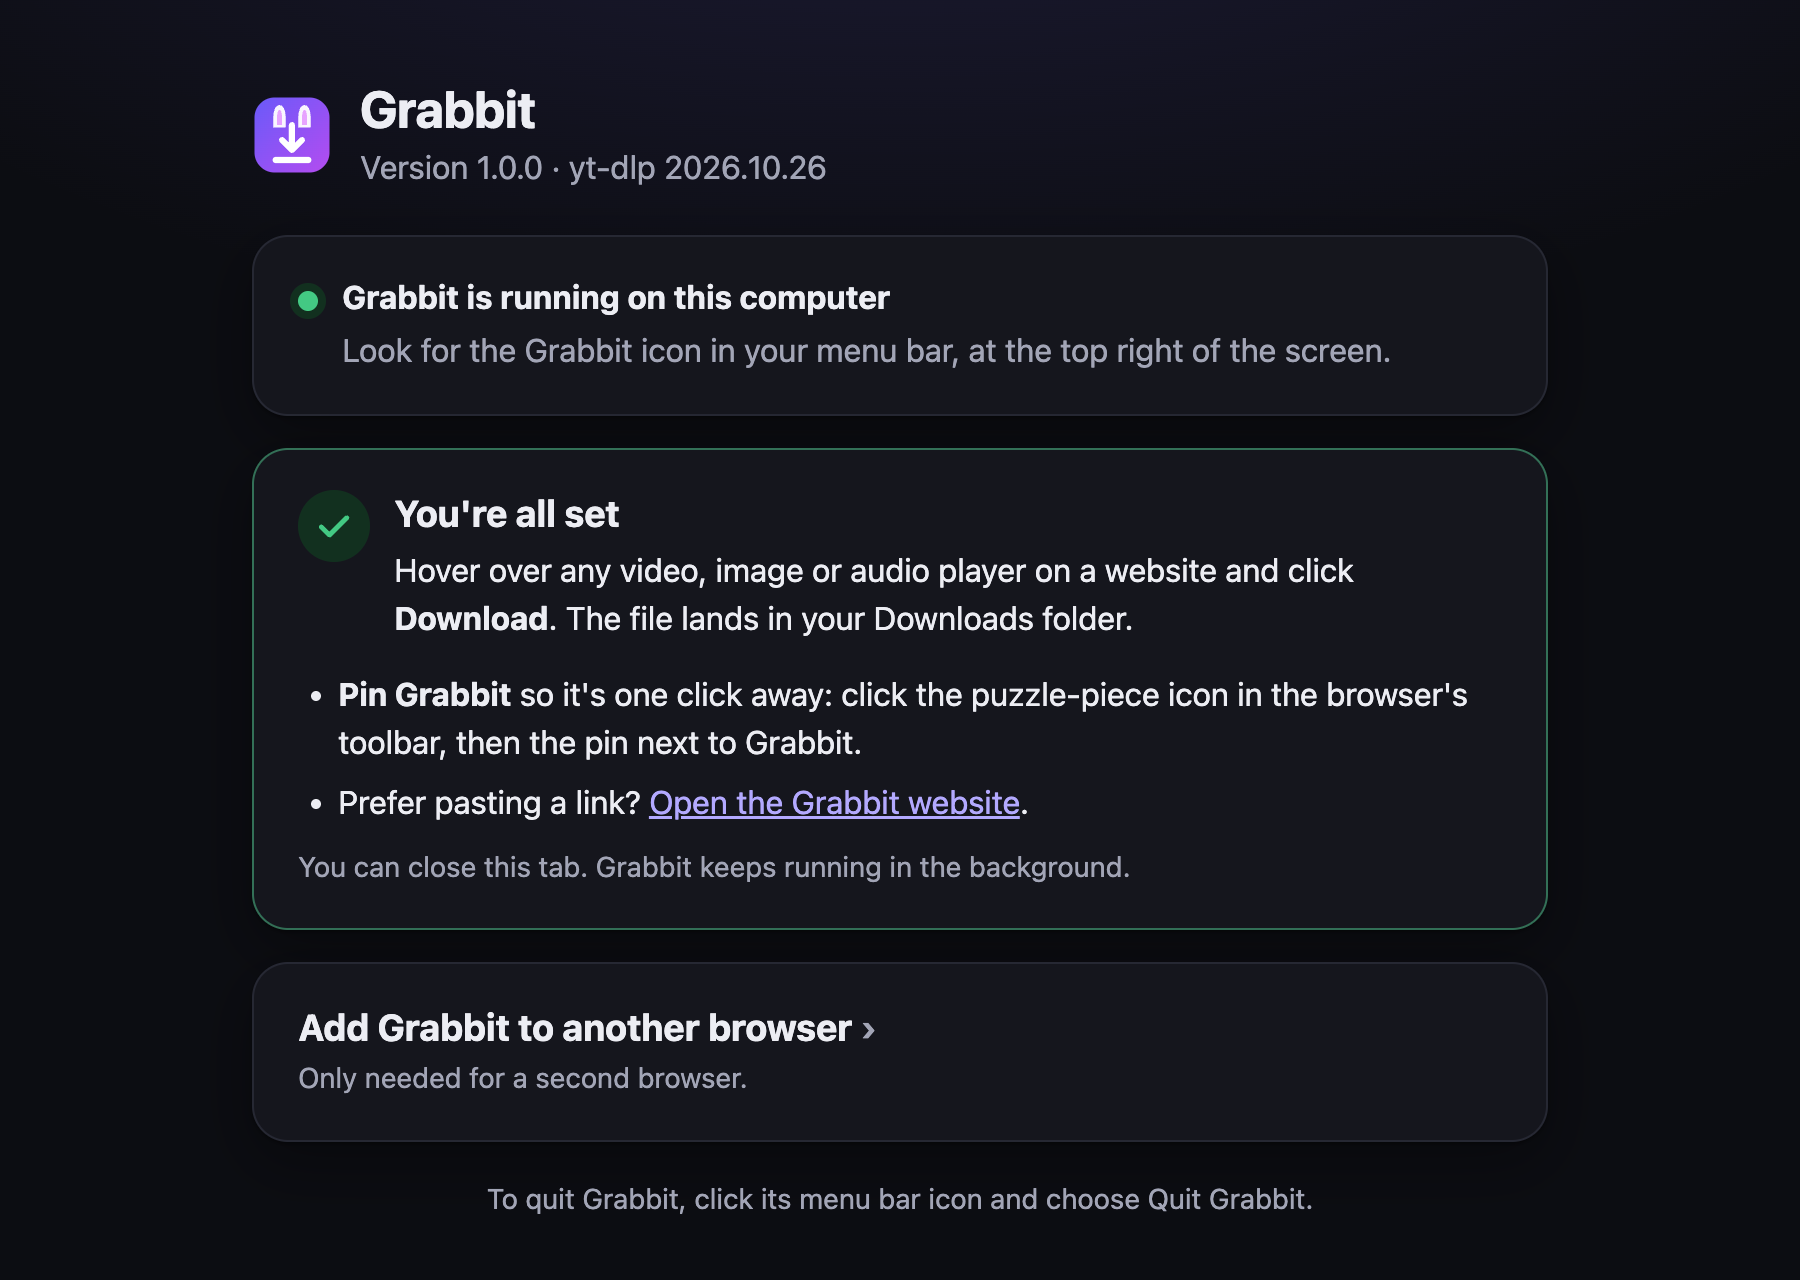 Grabbit
Version 1.0.0 · yt-dlp 2026.10.26
Grabbit is running on this computer
Look for the Grabbit icon in your menu bar, at the top right of the screen.
You're all set
Hover over any video, image or audio player on a website and click
Download. The file lands in your Downloads folder.
• Pin Grabbit so it's one click away: click the puzzle-piece icon in the browser's
toolbar, then the pin next to Grabbit.
• Prefer pasting a link? Open the Grabbit website.
You can close this tab. Grabbit keeps running in the background.
Add Grabbit to another browser ›
Only needed for a second browser.
To quit Grabbit, click its menu bar icon and choose Quit Grabbit.